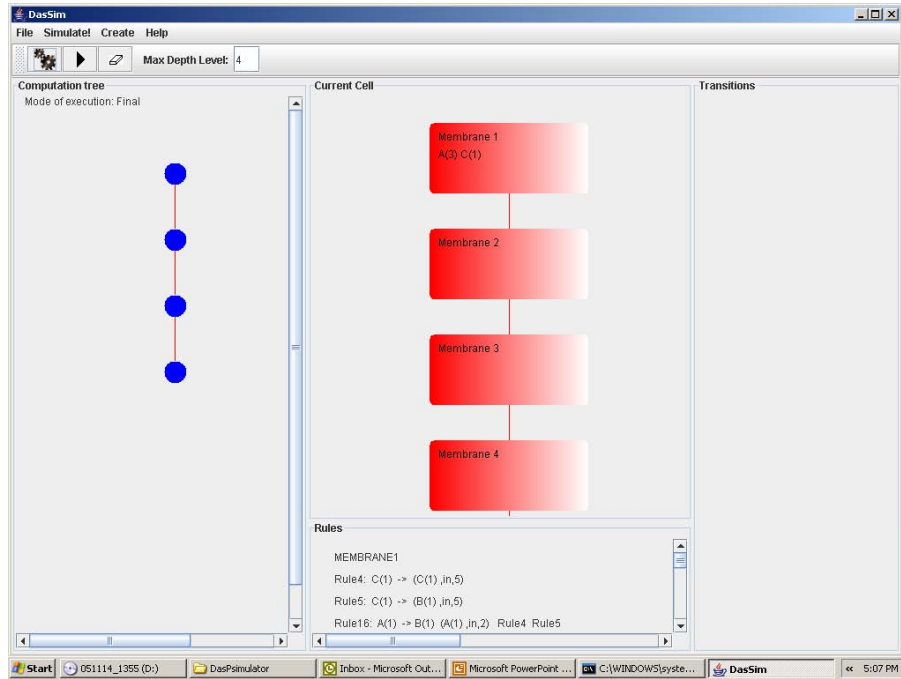 DasSim
File Simulate! Create Help
Max Depth Level: 4
Computation tree
Mode of execution: Final
Current Cell
Membrane 1
A(3) C(1)
Membrane 2
Membrane 3
Membrane 4
Transitions
Rules
MEMBRANE1
Rule4: C(1) -> (C(1) ,in,5)
Rule5: C(1) -> (B(1) ,in,5)
Rule16: A(1) -> B(1) (A(1) ,in,2) Rule4 Rule5
Start 051114_1355 (D:) DasPsimulator Inbox - Microsoft Out... Microsoft PowerPoint ... C:\WINDOWS\syste... DasSim « 5:07 PM